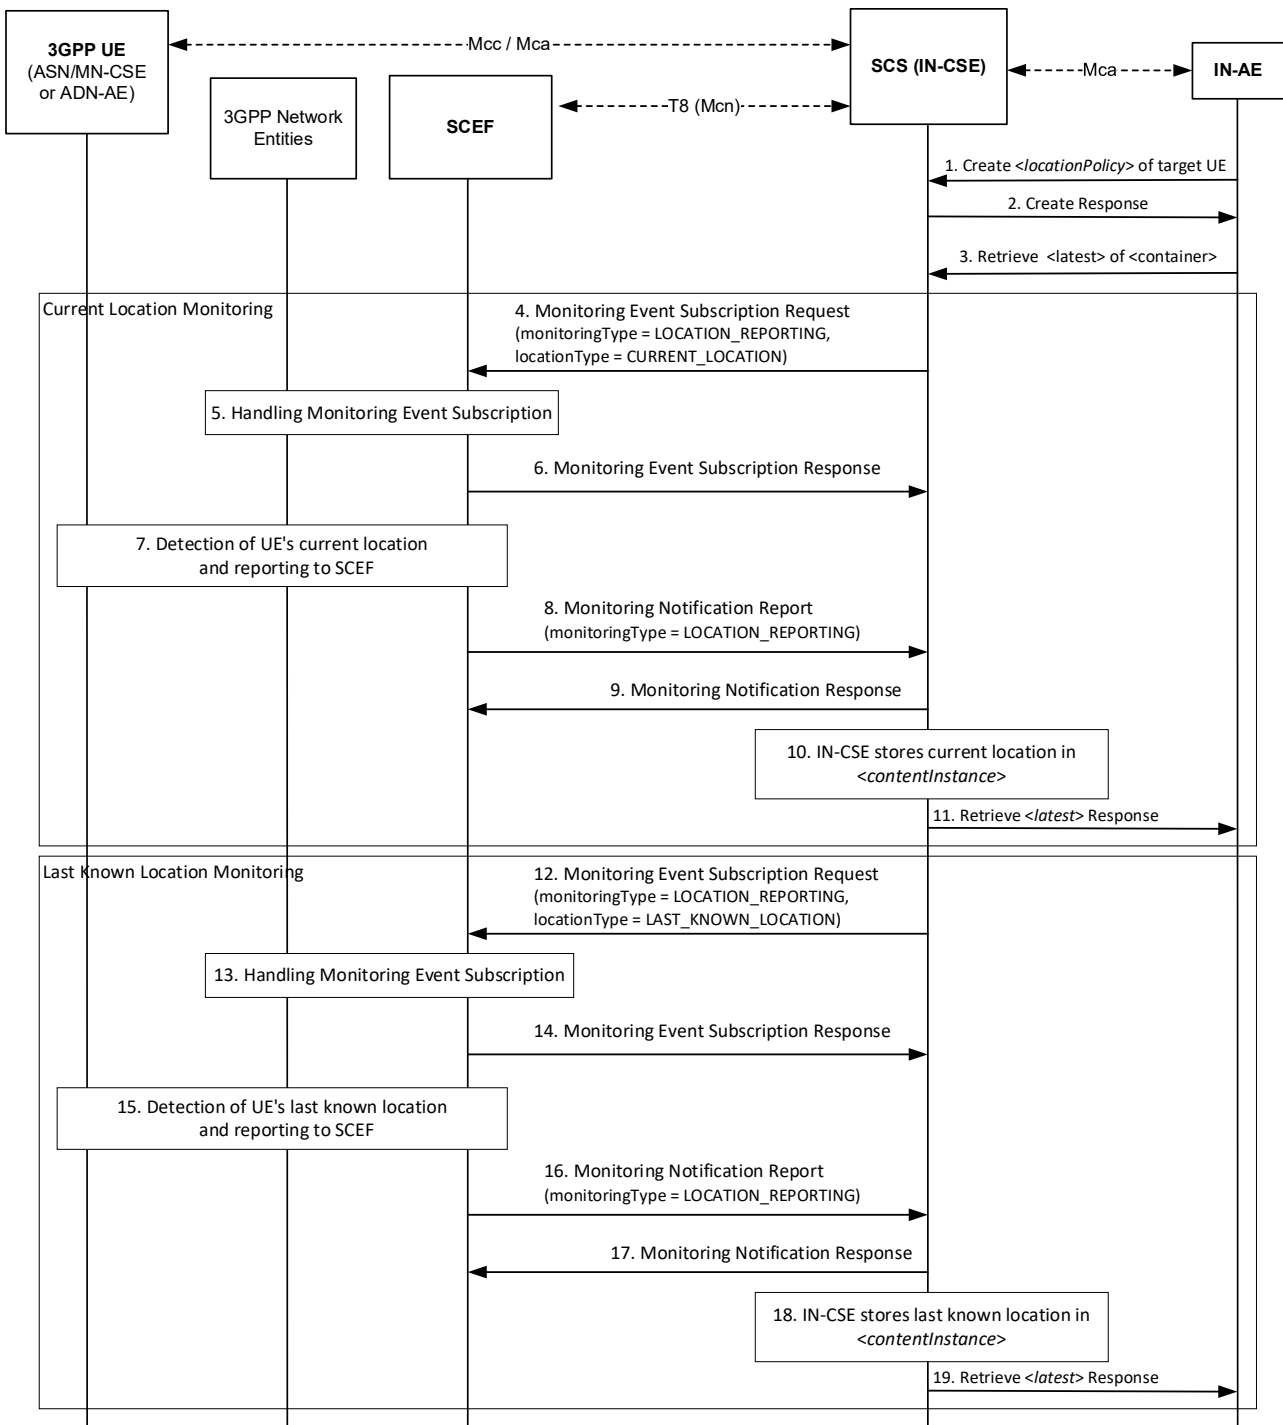 3GPP UE
(ASN/MN-CSE
or ADN-AE)
Mcc / Mca
SCS (IN-CSE)
Mca
IN-AE
3GPP Network
Entities
SCEF
T8 (Mcn)
1. Create <locationPolicy> of target UE
2. Create Response
3. Retrieve <latest> of <container>
Current Location Monitoring
4. Monitoring Event Subscription Request
(monitoringType = LOCATION_REPORTING,
locationType = CURRENT_LOCATION)
5. Handling Monitoring Event Subscription
6. Monitoring Event Subscription Response
7. Detection of UE's current location
and reporting to SCEF
8. Monitoring Notification Report
(monitoringType = LOCATION_REPORTING)
9. Monitoring Notification Response
10. IN-CSE stores current location in
<contentInstance>
11. Retrieve <latest> Response
Last Known Location Monitoring
12. Monitoring Event Subscription Request
(monitoringType = LOCATION_REPORTING,
locationType = LAST_KNOWN_LOCATION)
13. Handling Monitoring Event Subscription
14. Monitoring Event Subscription Response
15. Detection of UE's last known location
and reporting to SCEF
16. Monitoring Notification Report
(monitoringType = LOCATION_REPORTING)
17. Monitoring Notification Response
18. IN-CSE stores last known location in
<contentInstance>
19. Retrieve <latest> Response